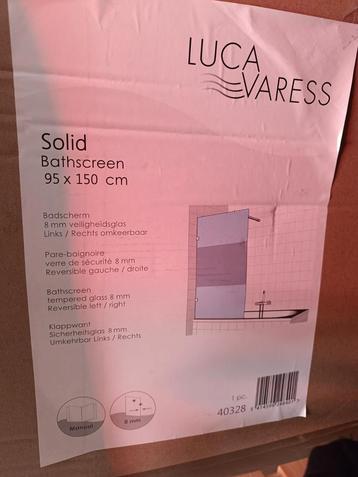 LUCA
VARESS
Solid
Bathscreen
95 x 150 cm
Badscherm
8 mm veiligheidsglas
Links / Rechts omkeerbaar
Pare-baignoire
verre de sécurité 8 mm
Reversible gauche / droite
Bathscreen
tempered glass 8 mm
Reversible left / right
Klappwant
Sicherheitsglas 8 mm
Umkehrbar Links / Rechts
Manual
8 mm
1 pc.
40328